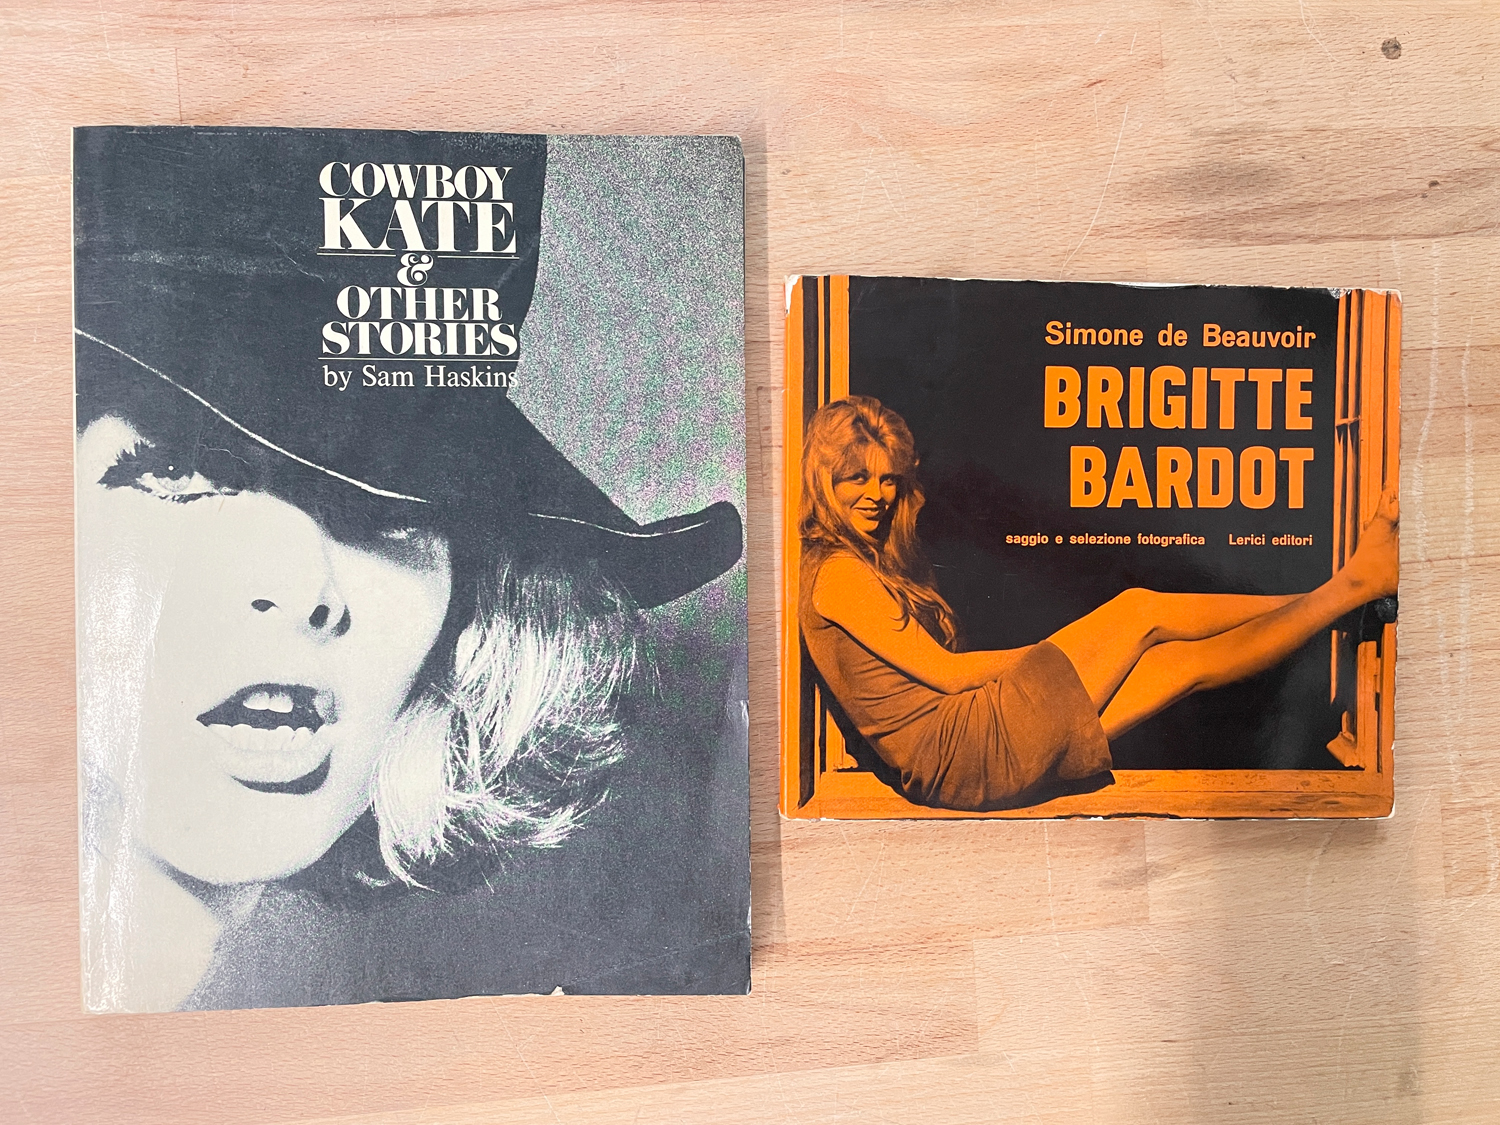 COWBOY
KATE
&
OTHER
STORIES
by Sam Haskins
Simone de Beauvoir
BRIGITTE
BARDOT
saggio e selezione fotografica Lerici editori